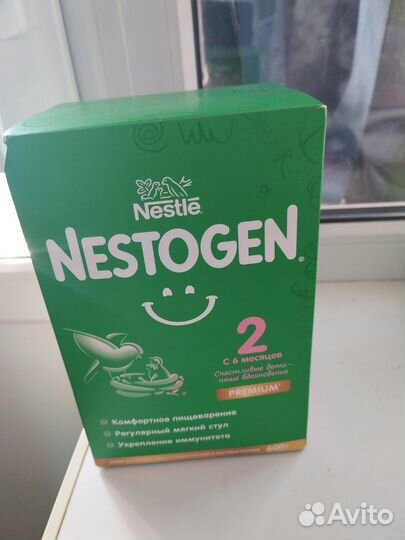 Nestlé
NESTOGEN®
2
с 6 месяцев
Счастливые дети -
наше вдохновение
PREMIUM
Комфортное пищеварение
Регулярный мягкий стул
Укрепление иммунитета
600г
Avito